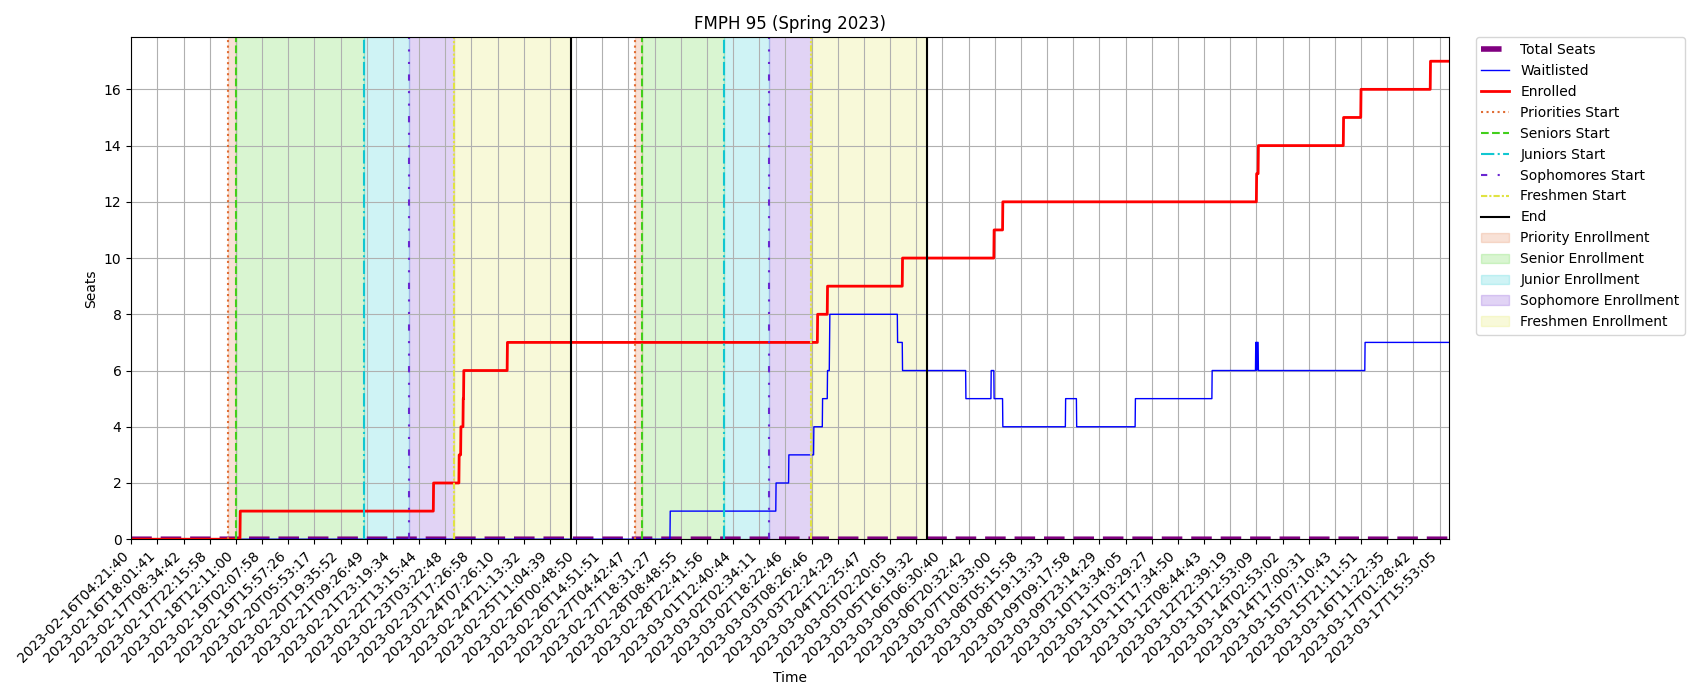 FMPH 95 (Spring 2023)
Seats
16
14
12
10
8
6
4
2
0
2023-02-16T04:21:40
2023-02-16T18:01:41
2023-02-17T08:34:42
2023-02-17T22:15:58
2023-02-18T12:11:00
2023-02-19T02:07:58
2023-02-19T15:57:26
2023-02-20T05:53:17
2023-02-20T19:35:52
2023-02-21T09:26:49
2023-02-21T23:19:34
2023-02-22T13:15:44
2023-02-23T03:22:48
2023-02-23T17:26:58
2023-02-24T07:26:10
2023-02-24T21:13:32
2023-02-25T11:04:39
2023-02-26T00:48:50
2023-02-26T14:51:51
2023-02-27T04:42:47
2023-02-27T18:31:27
2023-02-28T08:48:55
2023-02-28T22:41:56
2023-03-01T12:40:44
2023-03-02T02:34:11
2023-03-02T18:22:46
2023-03-03T08:26:46
2023-03-03T22:24:29
2023-03-04T12:25:47
2023-03-05T02:20:05
2023-03-05T16:19:32
2023-03-06T06:30:40
2023-03-06T20:32:42
2023-03-07T10:33:00
2023-03-08T05:15:58
2023-03-08T19:13:33
2023-03-09T09:17:58
2023-03-09T23:14:29
2023-03-10T13:34:05
2023-03-11T03:29:27
2023-03-11T17:34:50
2023-03-12T08:44:43
2023-03-12T22:39:19
2023-03-13T12:53:09
2023-03-14T02:53:02
2023-03-14T17:00:31
2023-03-15T07:10:43
2023-03-15T21:11:51
2023-03-16T11:22:35
2023-03-17T01:28:42
2023-03-17T15:53:05
Time
Total Seats
Waitlisted
Enrolled
Priorities Start
Seniors Start
Juniors Start
Sophomores Start
Freshmen Start
End
Priority Enrollment
Senior Enrollment
Junior Enrollment
Sophomore Enrollment
Freshmen Enrollment